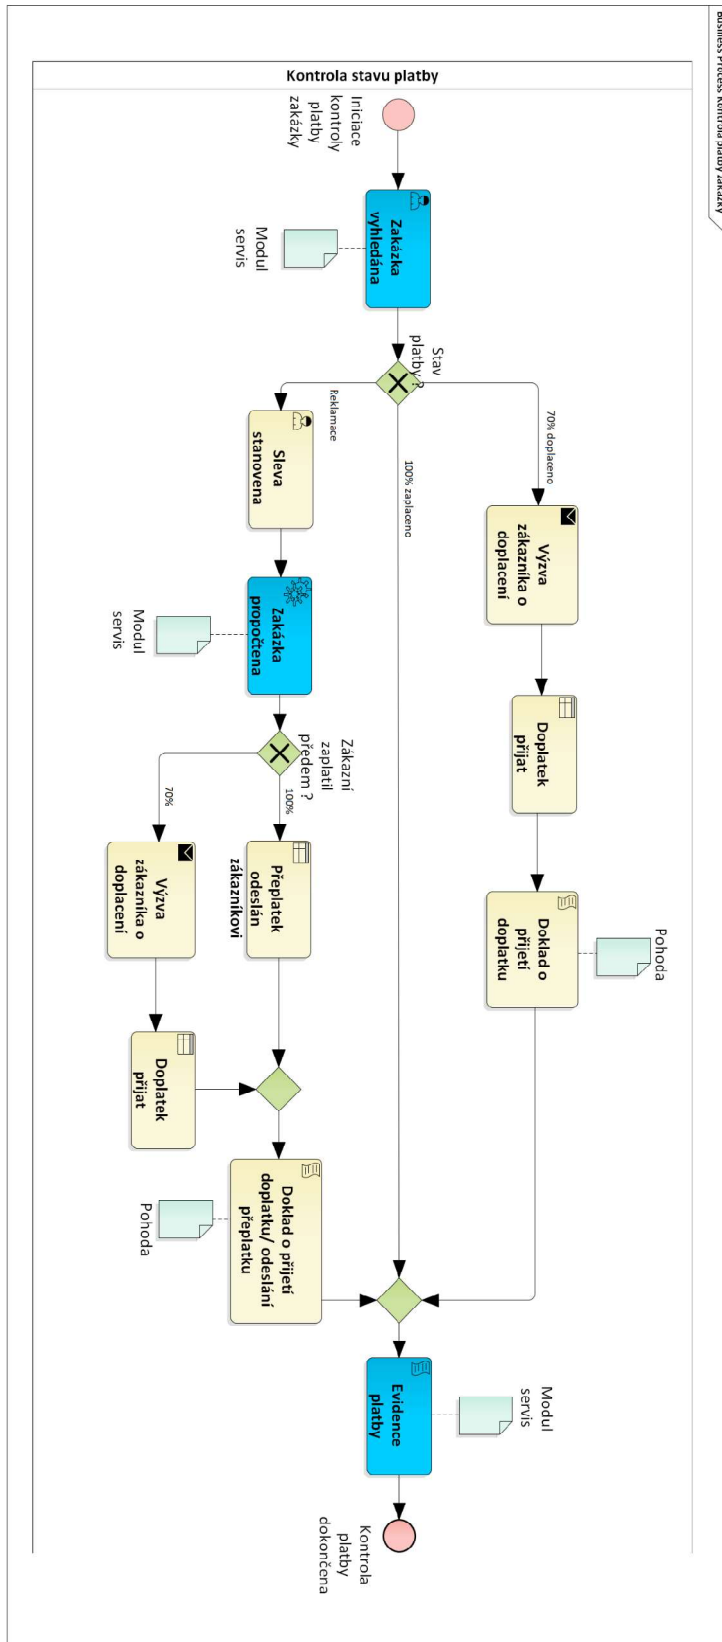 Business Process Kontrola platby zakázky
Kontrola stavu platby
Iniciace
kontroly
platby
zakázky
Zakázka
vyhledána
Modul
servis
Stav
platby ?
70% doplaceno
100% zaplaceno
Reklamace
Výzva
zákazníka o
doplacení
Doplatek
přijat
Doklad o
přijetí
doplatku
Pohoda
Sleva
stanovena
Zakázka
propočtena
Modul
servis
Zákazní
zaplatil
předem ?
100%
70%
Přeplatek
odeslán
zákazníkovi
Výzva
zákazníka o
doplacení
Doplatek
přijat
Doklad o přijetí
doplatku/ odeslání
přeplatku
Pohoda
Evidence
platby
Modul
servis
Kontrola
platby
dokončena